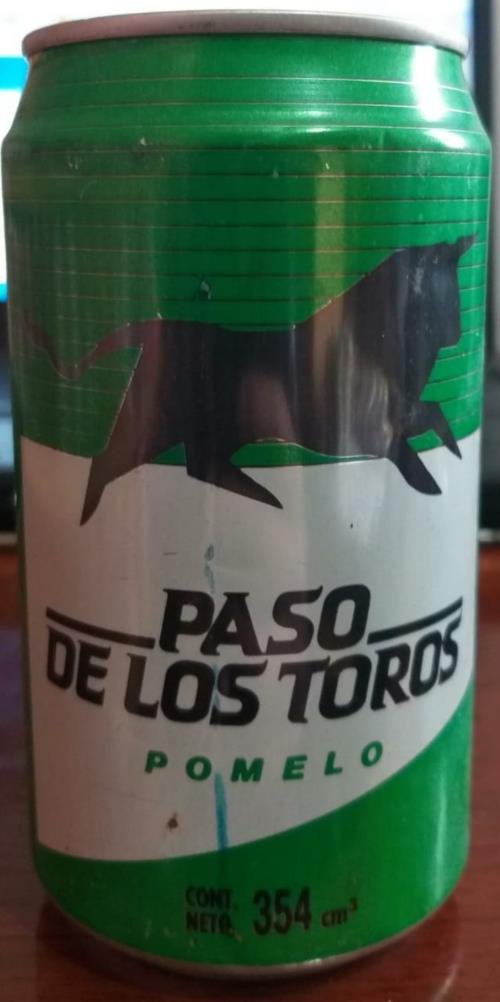 PASO
DE LOS TOROS
POMELO
CONT.
NETO. 354 cm³